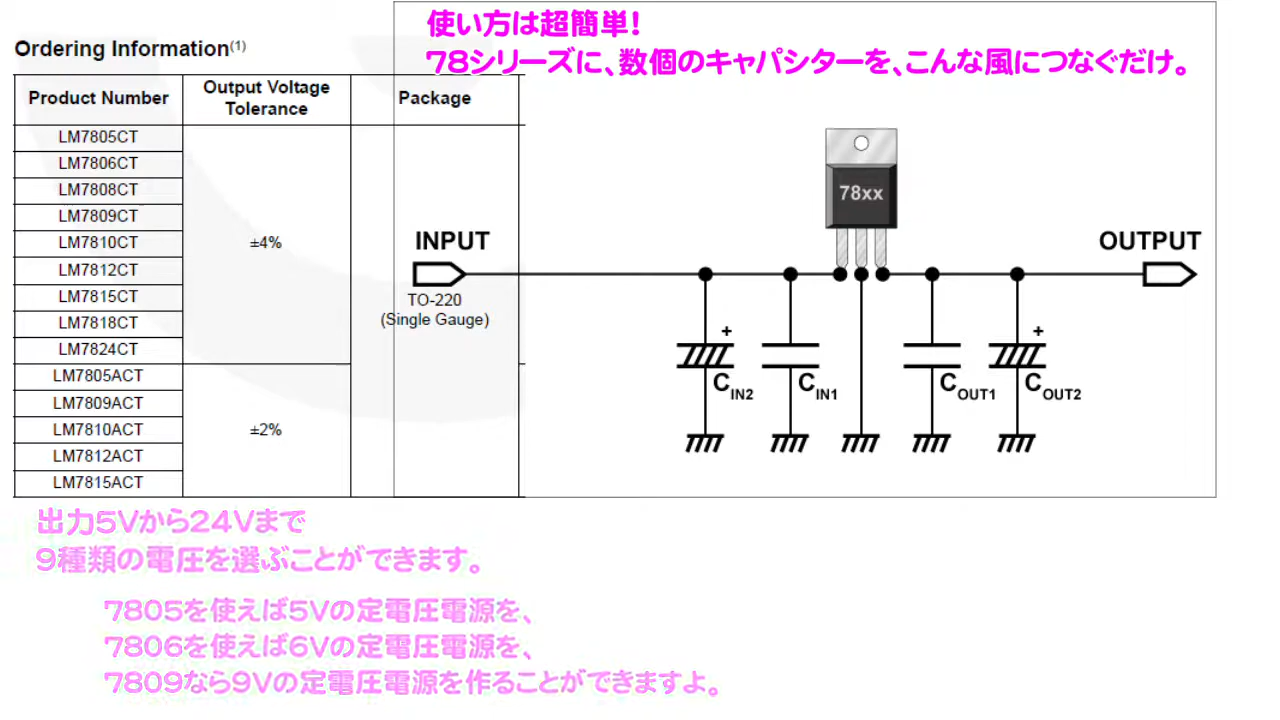 使い方は超簡単!
78シリーズに、数個のキャパシターを、こんな風につなぐだけ。
Ordering Information(1)
Product Number
Output Voltage
Tolerance
Package
LM7805CT
LM7806CT
LM7808CT
LM7809CT
LM7810CT
LM7812CT
LM7815CT
LM7818CT
LM7824CT
±4%
LM7805ACT
LM7809ACT
LM7810ACT
LM7812ACT
LM7815ACT
±2%
TO-220
(Single Gauge)
78xx
INPUT
OUTPUT
+
CIN2
CIN1
COUT1
+
COUT2
出力5Vから24Vまで
9種類の電圧を選ぶことができます。
7805を使えば5Vの定電圧電源を、
7806を使えば6Vの定電圧電源を、
7809なら9Vの定電圧電源を作ることができますよ。